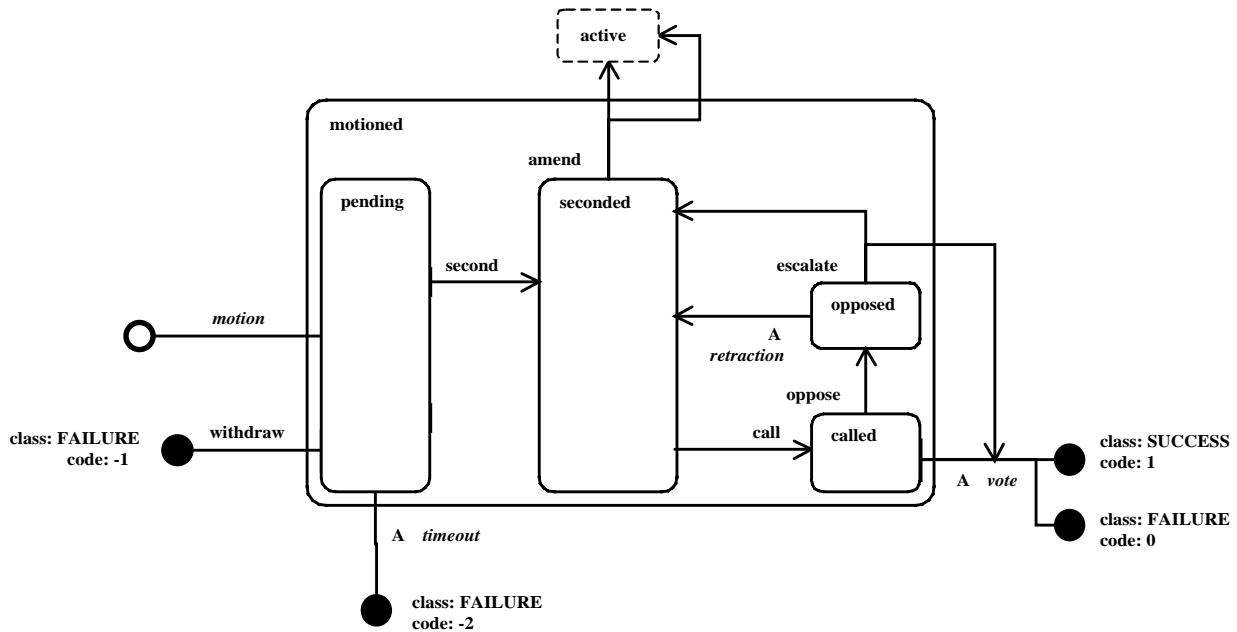 active
motioned
amend
pending
seconded
second
escalate
opposed
motion
A
retraction
oppose
class: FAILURE
code: -1
withdraw
call
called
class: SUCCESS
code: 1
A vote
class: FAILURE
code: 0
A timeout
class: FAILURE
code: -2